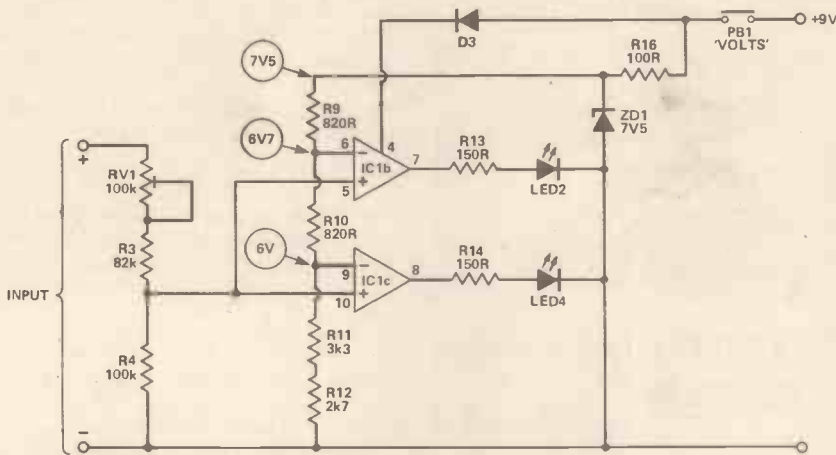 +9V
PB1
'VOLTS'
D3
R16
100R
7V5
R9
820R
ZD1
7V5
6V7
6
4
R13
150R
7
IC1b
5
LED2
+
RV1
100k
R10
820R
R3
82k
6V
R14
150R
9
8
IC1c
10
LED4
INPUT
R11
3k3
R4
100k
R12
2k7
−